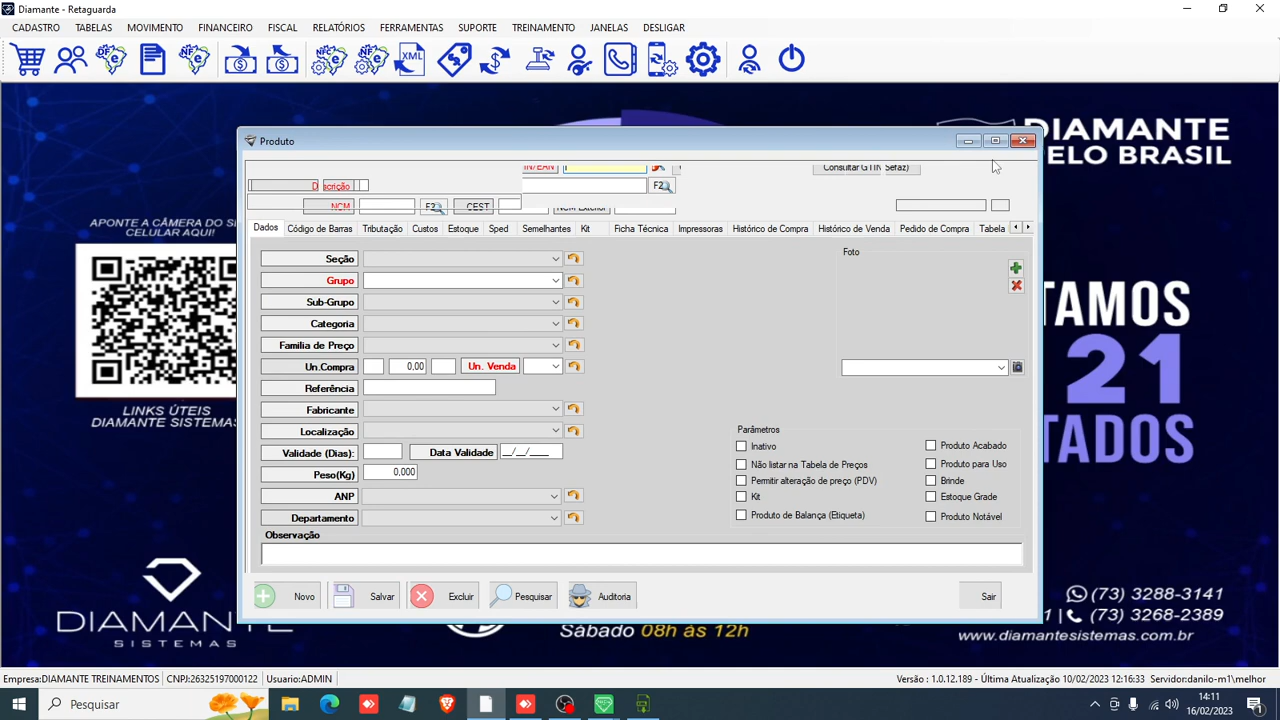 Diamante - Retaguarda
CADASTRO TABELAS MOVIMENTO FINANCEIRO FISCAL RELATÓRIOS FERRAMENTAS SUPORTE TREINAMENTO JANELAS DESLIGAR
XML
DIAMANTE
PELO BRASIL
APONTE A CÂMERA DO SE
CELULAR AQUI!
LINKS ÚTEIS
DIAMANTE SISTEMAS
TAMOS
21
TADOS
DIAMANTE
SISTEMAS
Sábado 08h às 12h
(73) 3288-3141
(73) 3268-2389
www.diamantesistemas.com.br
Produto
IN/EAN
Consultar GTIN Sefaz)
D scrição
F2
NCM F2 CEST NCM Exterior
Dados Código de Barras Tributação Custos Estoque Sped Semelhantes Kit Ficha Técnica Impressoras Histórico de Compra Histórico de Venda Pedido de Compra Tabela
Seção
Grupo
Sub-Grupo
Categoria
Familia de Preço
Un.Compra 0,00 Un. Venda
Referência
Fabricante
Localização
Validade (Dias): Data Validade __/__/____
Peso(Kg) 0,000
ANP
Departamento
Foto
Parâmetros
Inativo
Não listar na Tabela de Preços
Permitir alteração de preço (PDV)
Kit
Produto de Balança (Etiqueta)
Produto Acabado
Produto para Uso
Brinde
Estoque Grade
Produto Notável
Observação
Novo Salvar Excluir Pesquisar Auditoria Sair
Empresa:DIAMANTE TREINAMENTOS CNPJ:26325197000122 Usuario:ADMIN Versão : 1.0.12.189 - Última Atualização 10/02/2023 12:16:33 Servidor:danilo-m1\melhor
Pesquisar
14:11
16/02/2023